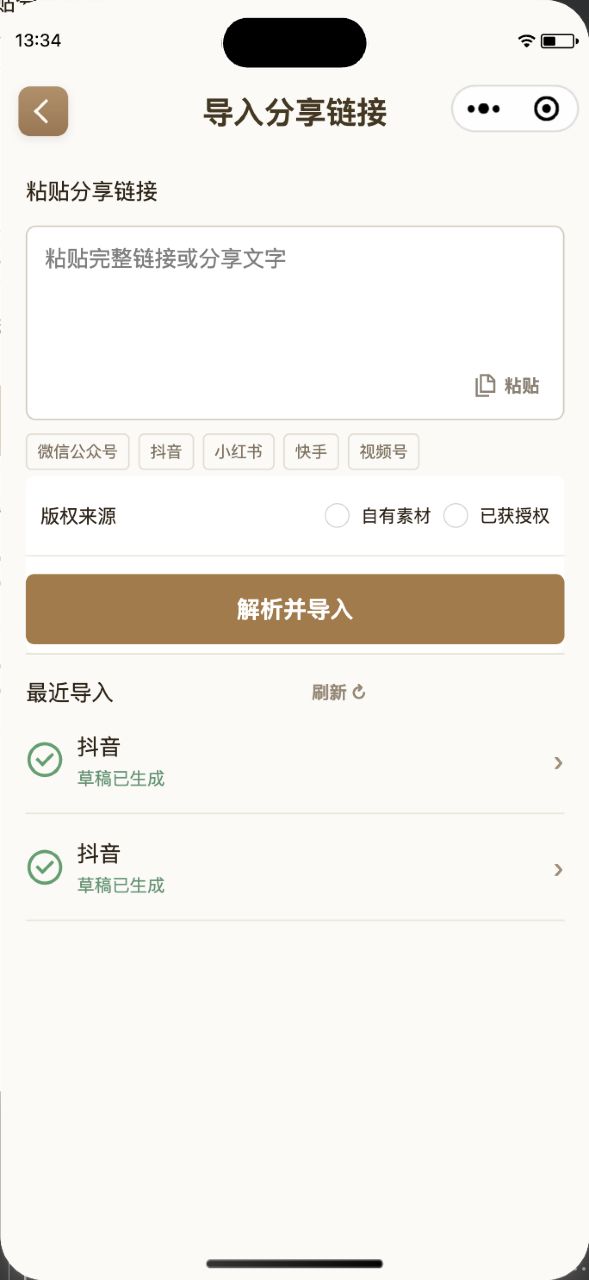 13:34
导入分享链接
粘贴分享链接
粘贴完整链接或分享文字
粘贴
微信公众号 抖音 小红书 快手 视频号
版权来源 自有素材 已获授权
解析并导入
最近导入 刷新
抖音
草稿已生成
抖音
草稿已生成